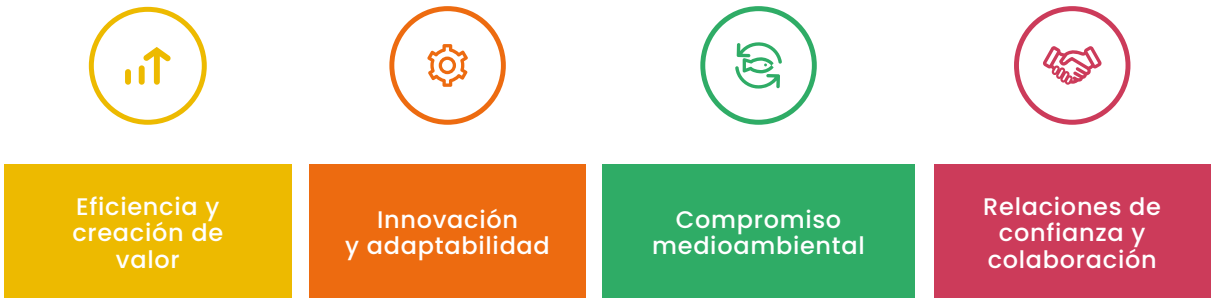 Eficiencia y
creación de
valor
Innovación
y adaptabilidad
Compromiso
medioambiental
Relaciones de
confianza y
colaboración